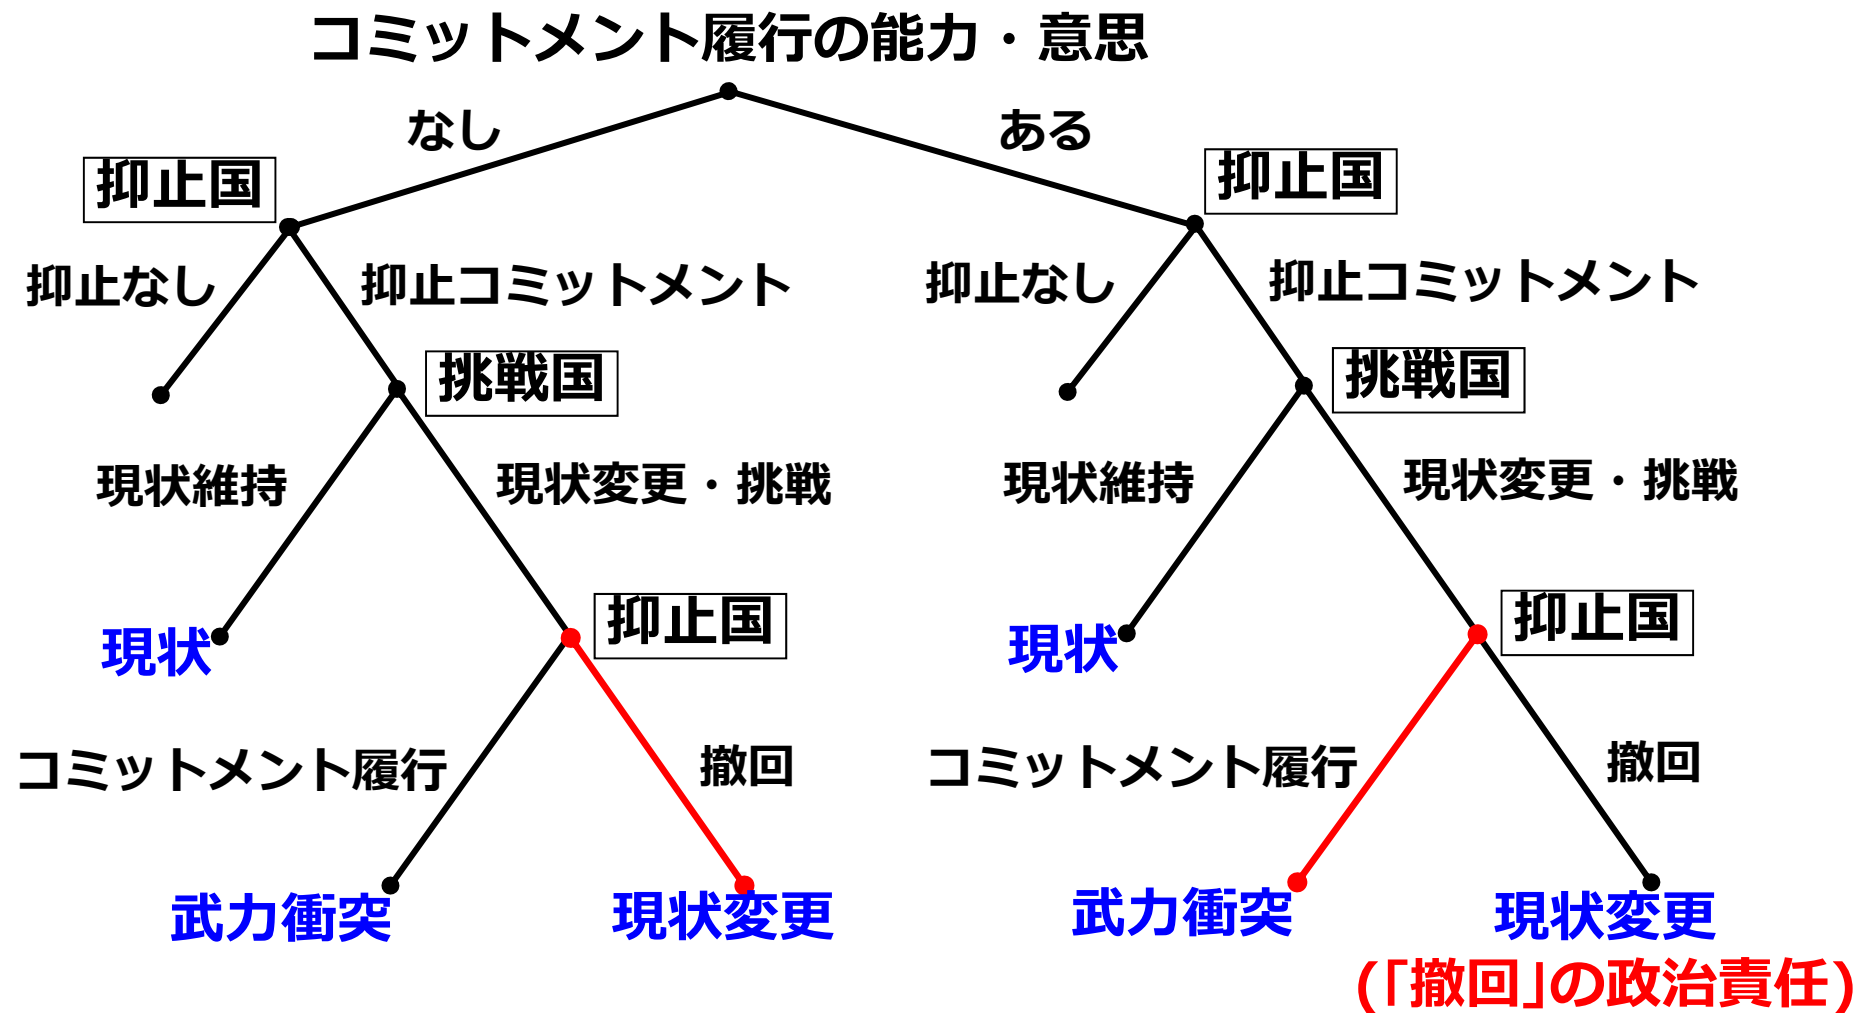 コミットメント履行の能力・意思
なし
ある
抑止国
抑止国
抑止なし
抑止コミットメント
抑止なし
抑止コミットメント
挑戦国
挑戦国
現状維持
現状変更・挑戦
現状維持
現状変更・挑戦
抑止国
抑止国
現状
現状
コミットメント履行
撤回
コミットメント履行
撤回
武力衝突
現状変更
武力衝突
現状変更
(「撤回」の政治責任)